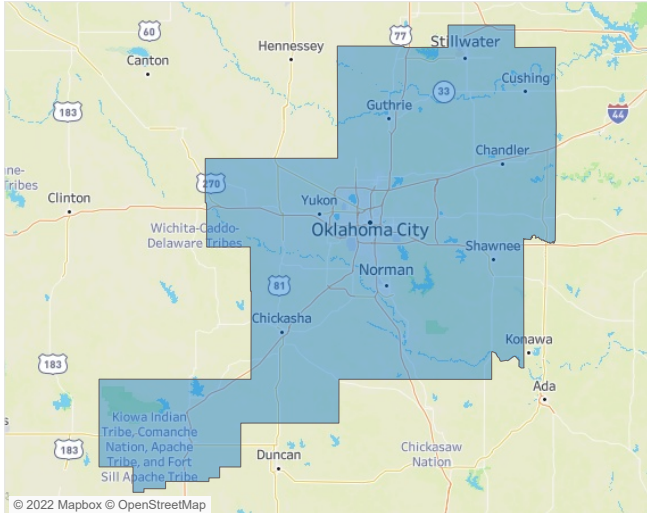 60
77
Stillwater
Hennessey
Canton
Cushing
33
Guthrie
183
44
Chandler
ne-
Tribes
270
Clinton
Yukon
Wichita-Caddo-
Delaware Tribes
Oklahoma City
Shawnee
Norman
81
Chickasha
Konawa
183
Ada
Kiowa Indian
Tribe, Comanche
Nation, Apache
Tribe, and Fort
Sill Apache Tribe
s
183
Duncan
Chickasaw
Nation
© 2022 Mapbox © OpenStreetMap